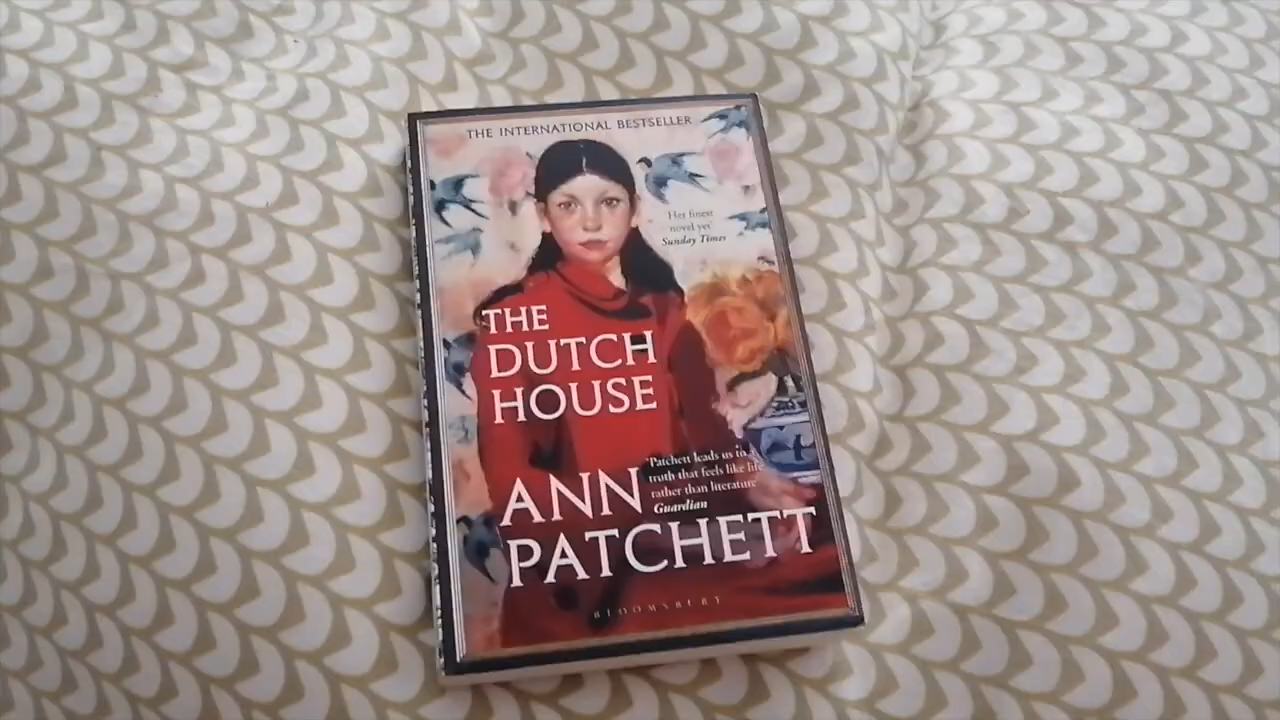 THE INTERNATIONAL BESTSELLER
'Her finest
novel yet'
Sunday Times
THE
DUTCH
HOUSE
'Patchett leads us to a
truth that feels like life
rather than literature'
Guardian
ANN
PATCHETT
BLOOMSBURY